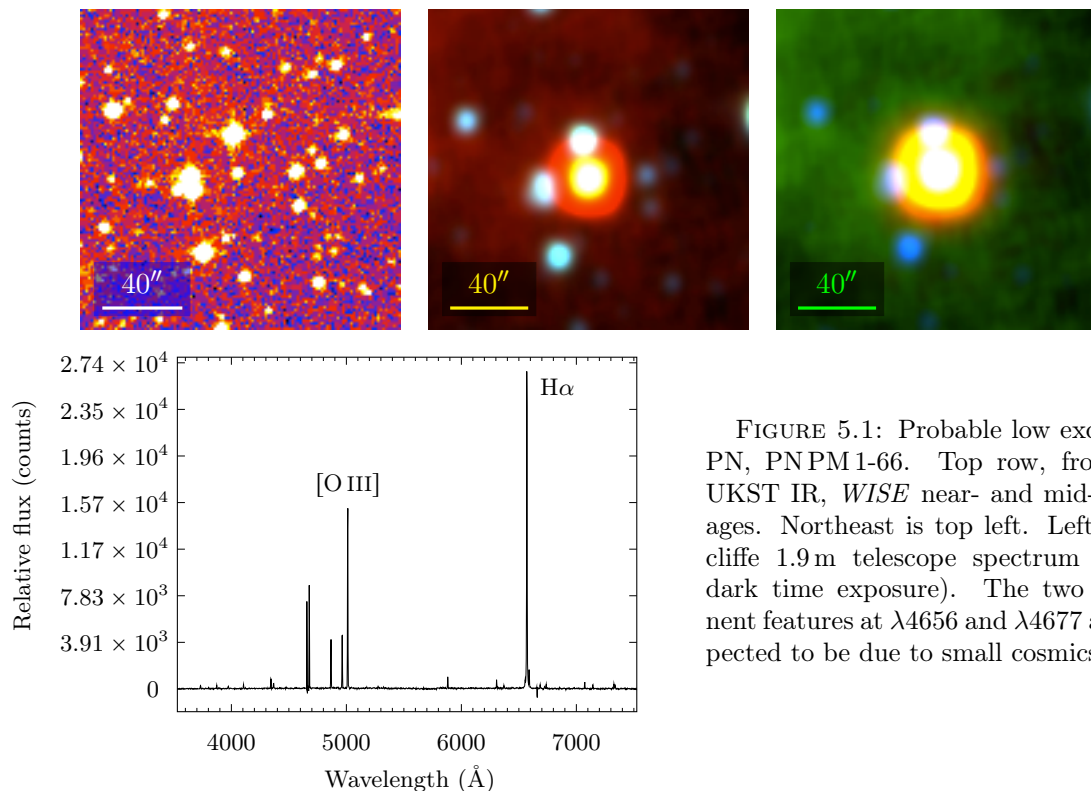 40″
40″
40″
2.74 × 10⁴
2.35 × 10⁴
1.96 × 10⁴
1.57 × 10⁴
1.17 × 10⁴
7.83 × 10³
3.91 × 10³
0
Relative flux (counts)
[O III]
Hα
4000 5000 6000 7000
Wavelength (Å)
FIGURE 5.1: Probable low
PN, PN PM 1-66. Top row,
UKST IR, WISE near- and mid-
ages. Northeast is top left. Left
cliffe 1.9 m telescope spectrum
dark time exposure). The two
nent features at λ4656 and λ4677
pected to be due to small cosmics